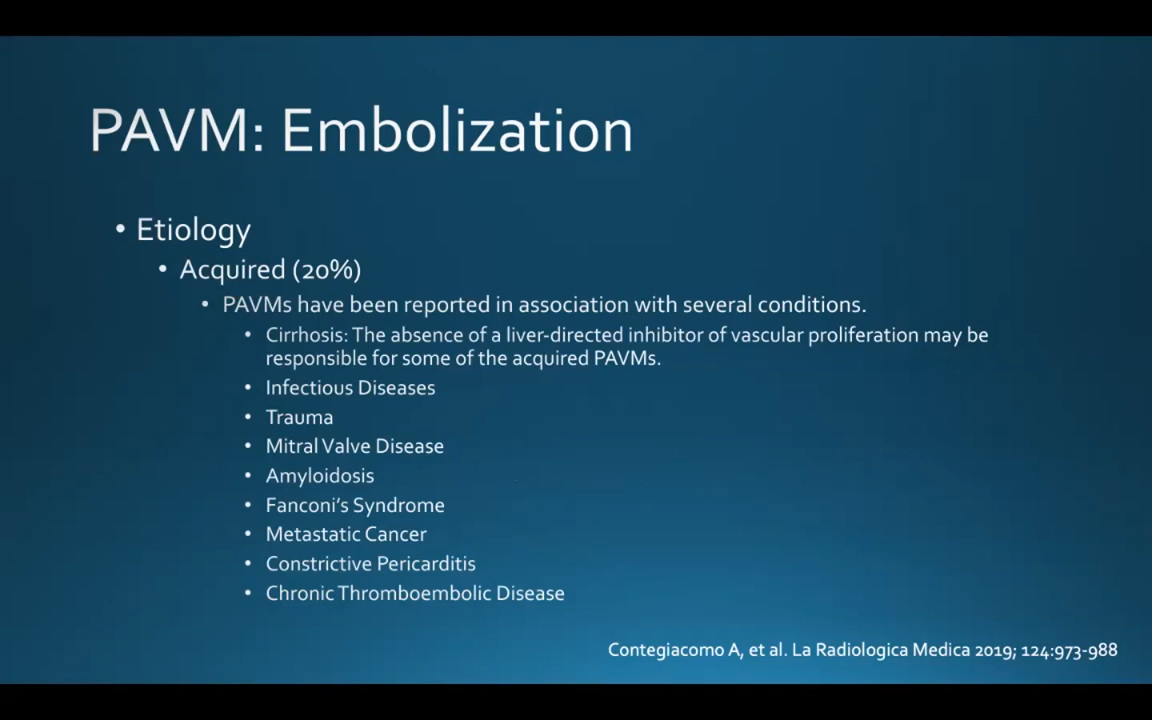 PAVM: Embolization
• Etiology
• Acquired (20%)
• PAVMs have been reported in association with several conditions.
• Cirrhosis: The absence of a liver-directed inhibitor of vascular proliferation may be
responsible for some of the acquired PAVMs.
• Infectious Diseases
• Trauma
• Mitral Valve Disease
• Amyloidosis
• Fanconi's Syndrome
• Metastatic Cancer
• Constrictive Pericarditis
• Chronic Thromboembolic Disease
Contegiacomo A, et al. La Radiologica Medica 2019; 124:973-988